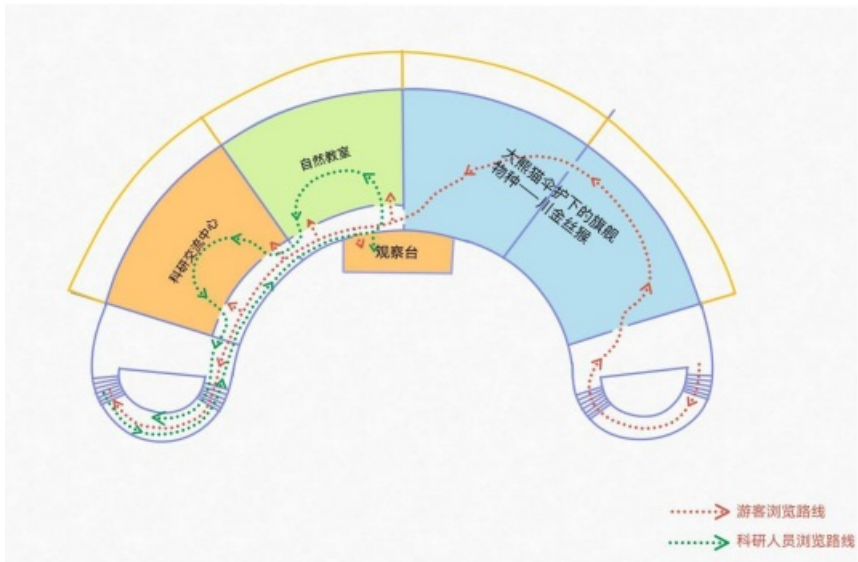 自然教室
大熊猫伞护下的旗舰
物种——川金丝猴
科研交流中心
观察台
游客浏览路线
科研人员浏览路线